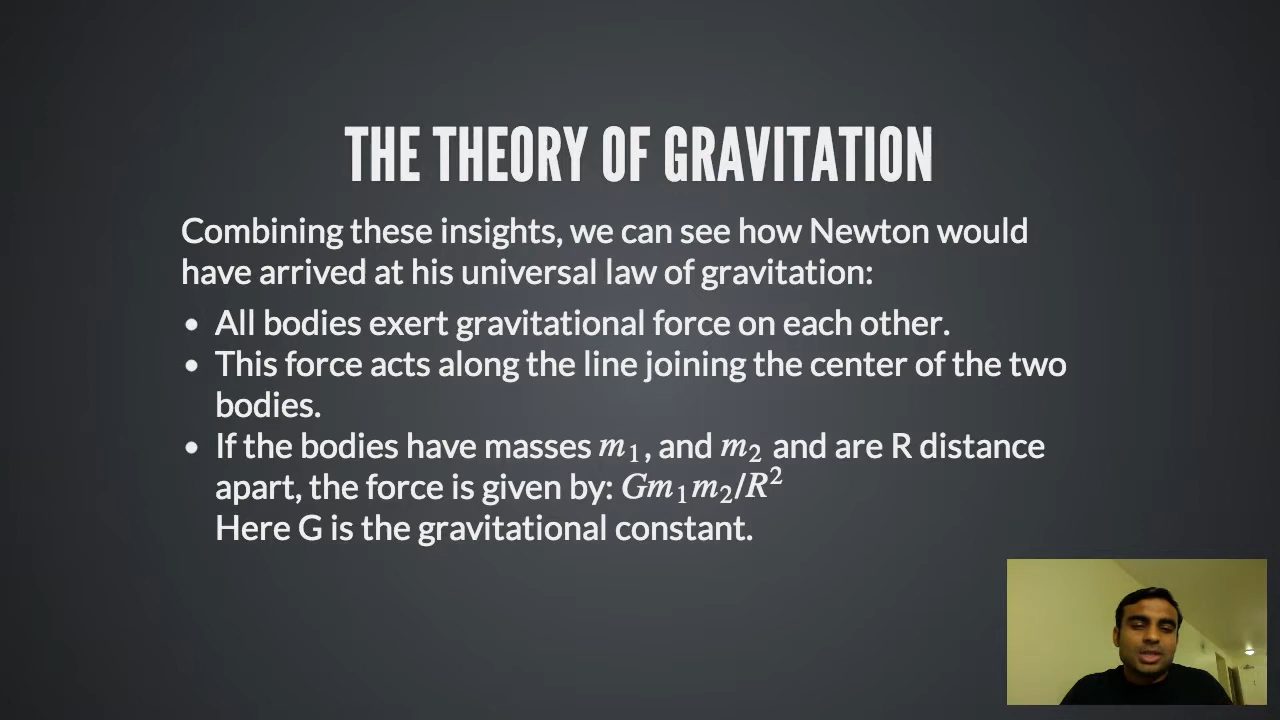 THE THEORY OF GRAVITATION
Combining these insights, we can see how Newton would
have arrived at his universal law of gravitation:
• All bodies exert gravitational force on each other.
• This force acts along the line joining the center of the two
bodies.
• If the bodies have masses m₁, and m₂ and are R distance
apart, the force is given by: Gm₁m₂/R²
Here G is the gravitational constant.